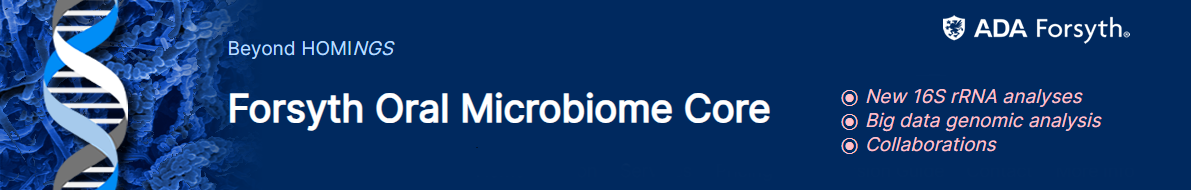 ADA Forsyth®
Beyond HOMINGS
Forsyth Oral Microbiome Core
New 16S rRNA analyses
Big data genomic analysis
Collaborations